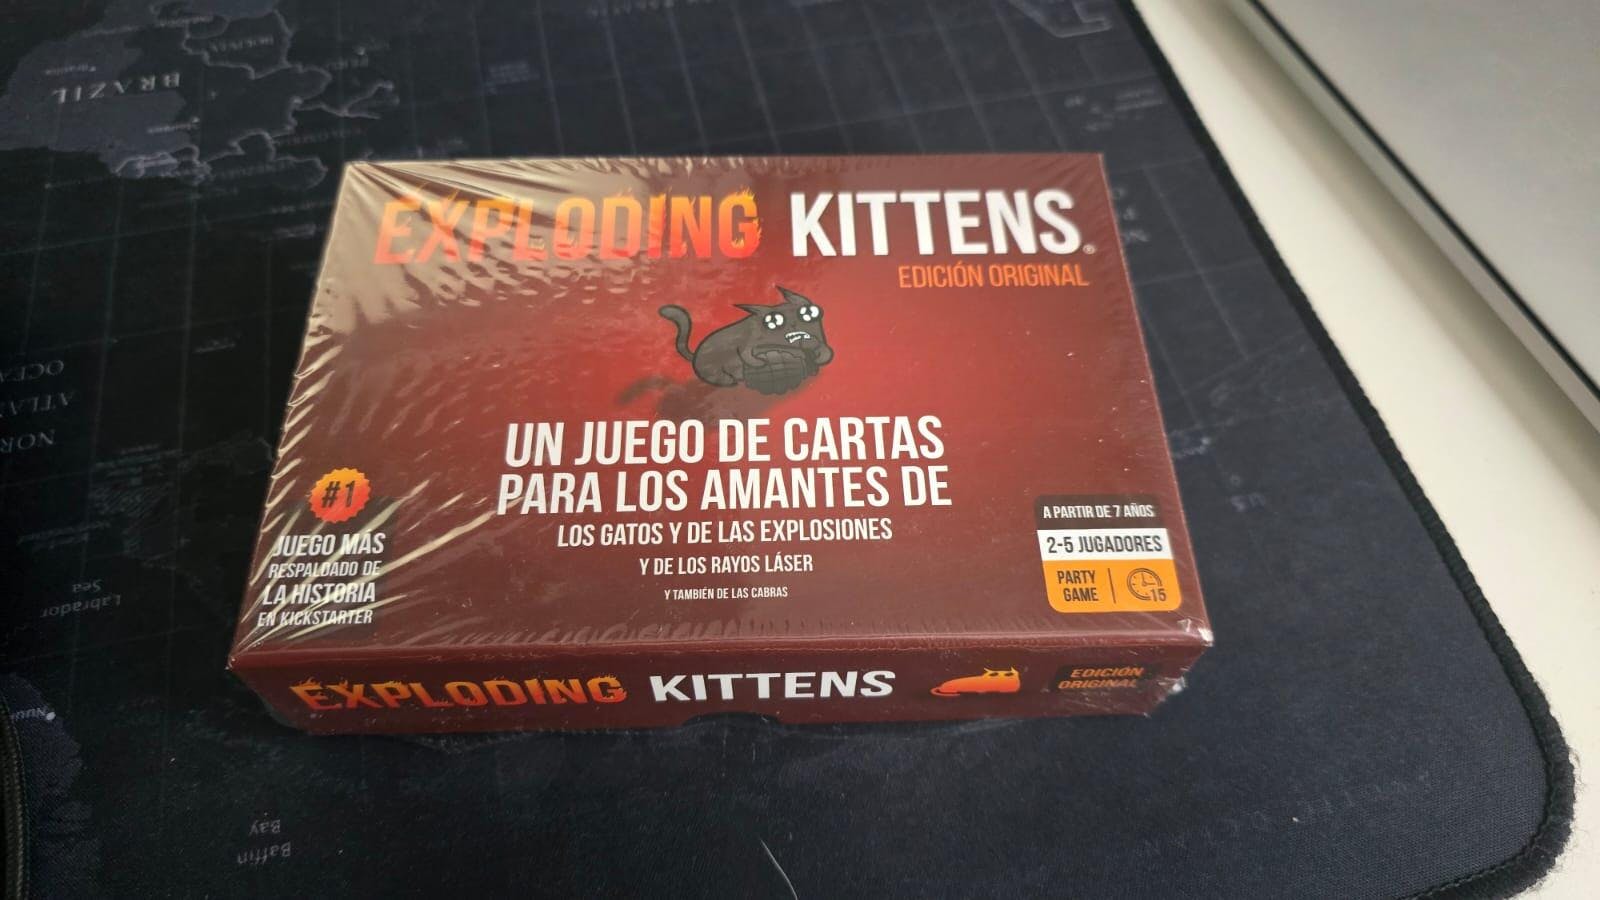 BRAZIL
BOLIVIA
EXPLODING KITTENS®
EDICIÓN ORIGINAL
UN JUEGO DE CARTAS
PARA LOS AMANTES DE
LOS GATOS Y DE LAS EXPLOSIONES
Y DE LOS RAYOS LÁSER
Y TAMBIÉN DE LAS CABRAS
#1
JUEGO MÁS
RESPALDADO DE
LA HISTORIA
EN KICKSTARTER
A PARTIR DE 7 AÑOS
2-5 JUGADORES
PARTY
GAME
15
EXPLODING KITTENS
EDICIÓN
ORIGINAL
Labrador
Sea
Baffin
Bay